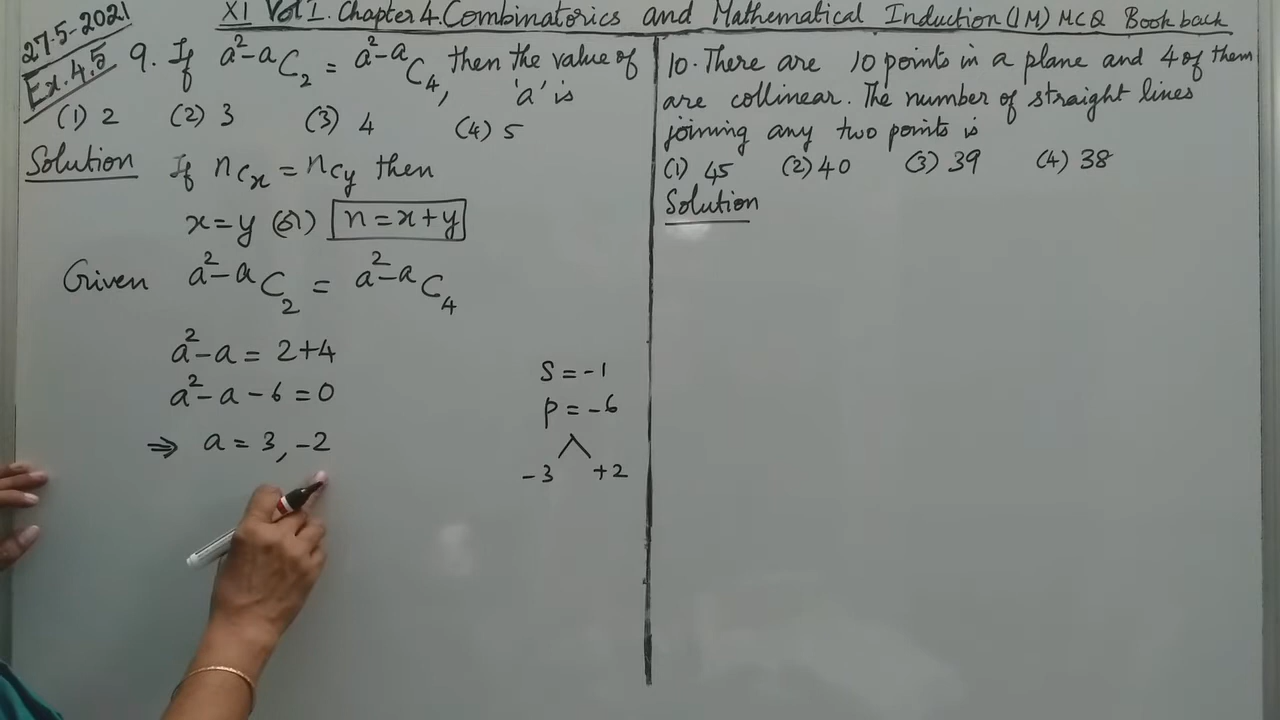 27-5-2021
XI Vol I. Chapter 4. Combinatorics and Mathematical Induction (1M) MCQ Book back
Ex. 4.5
9. If a²-aC₂ = a²-aC₄, then the value of
'a' is
(1) 2 (2) 3 (3) 4 (4) 5
Solution If nCx = nCy then
x = y (or) n = x + y
Given a²-aC₂ = a²-aC₄
a²-a = 2+4
a²-a-6 = 0
⇒ a = 3, -2
S = -1
P = -6
-3 +2
10. There are 10 points in a plane and 4 of them
are collinear. The number of straight lines
joining any two points is
(1) 45 (2) 40 (3) 39 (4) 38
Solution